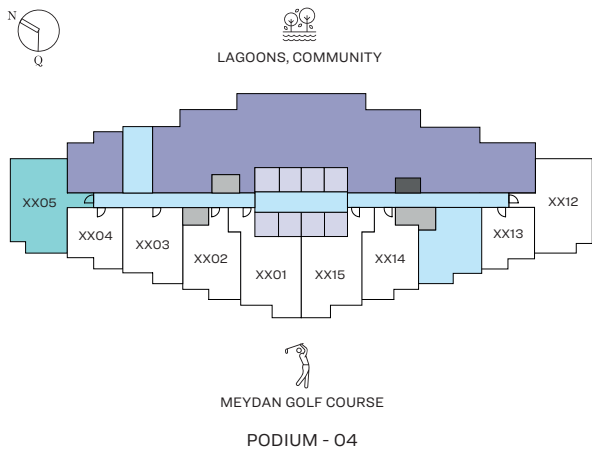 N
Q
LAGOONS, COMMUNITY
XX05
XX12
XX04
XX13
XX03
XX02
XX14
XX01
XX15
MEYDAN GOLF COURSE
PODIUM - 04